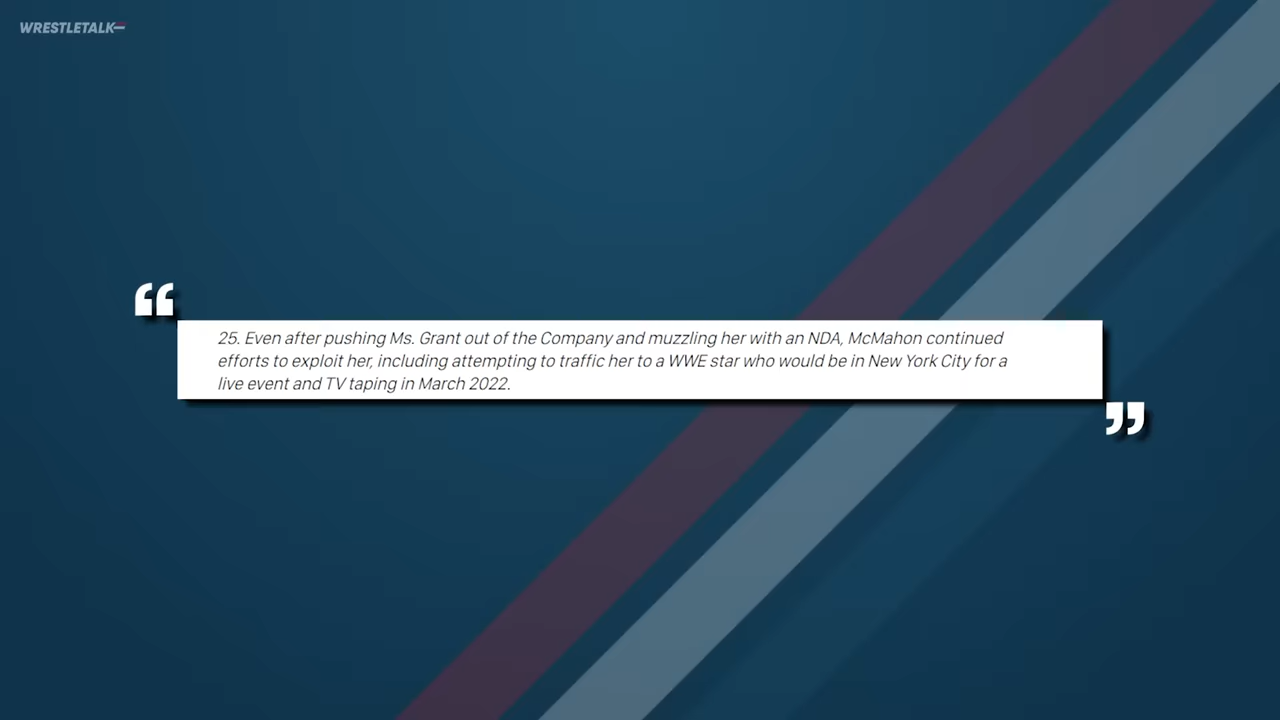 WRESTLETALK
“
25. Even after pushing Ms. Grant out of the Company and muzzling her with an NDA, McMahon continued
efforts to exploit her, including attempting to traffic her to a WWE star who would be in New York City for a
live event and TV taping in March 2022.
”